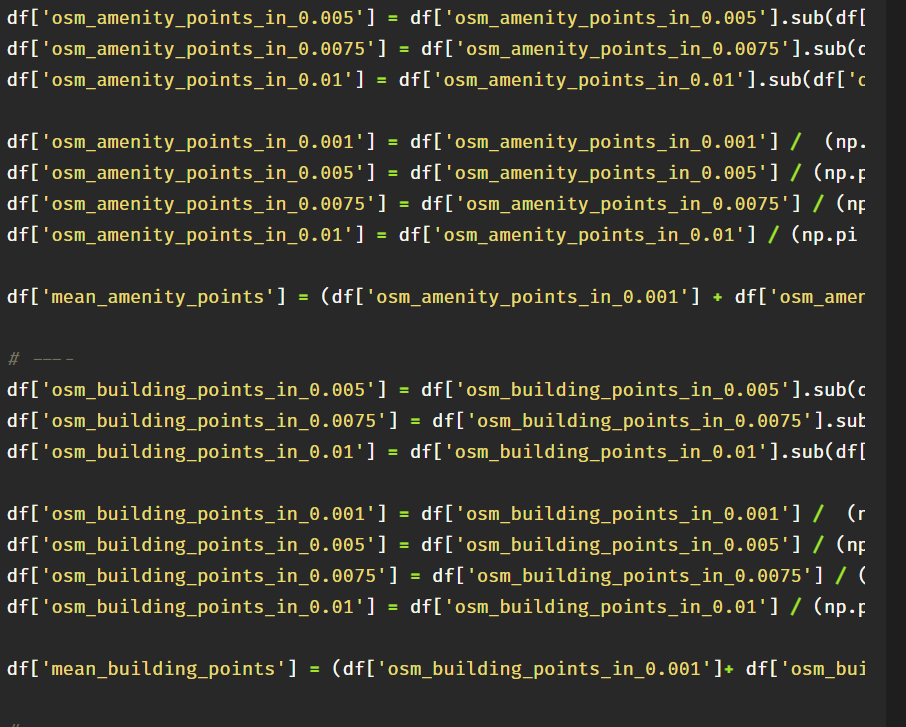 df['osm_amenity_points_in_0.005'] = df['osm_amenity_points_in_0.005'].sub(df[
df['osm_amenity_points_in_0.0075'] = df['osm_amenity_points_in_0.0075'].sub(
df['osm_amenity_points_in_0.01'] = df['osm_amenity_points_in_0.01'].sub(df['
df['osm_amenity_points_in_0.001'] = df['osm_amenity_points_in_0.001'] /  (np.
df['osm_amenity_points_in_0.005'] = df['osm_amenity_points_in_0.005'] / (np.
df['osm_amenity_points_in_0.0075'] = df['osm_amenity_points_in_0.0075'] / (np
df['osm_amenity_points_in_0.01'] = df['osm_amenity_points_in_0.01'] / (np.pi
df['mean_amenity_points'] = (df['osm_amenity_points_in_0.001'] + df['osm_amen
# ----
df['osm_building_points_in_0.005'] = df['osm_building_points_in_0.005'].sub(
df['osm_building_points_in_0.0075'] = df['osm_building_points_in_0.0075'].sub
df['osm_building_points_in_0.01'] = df['osm_building_points_in_0.01'].sub(df[
df['osm_building_points_in_0.001'] = df['osm_building_points_in_0.001'] /  (
df['osm_building_points_in_0.005'] = df['osm_building_points_in_0.005'] / (np
df['osm_building_points_in_0.0075'] = df['osm_building_points_in_0.0075'] / (
df['osm_building_points_in_0.01'] = df['osm_building_points_in_0.01'] / (np.
df['mean_building_points'] = (df['osm_building_points_in_0.001']+ df['osm_bui